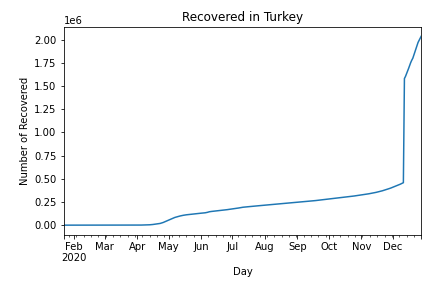 Recovered in Turkey
1e6
2.00
1.75
1.50
1.25
1.00
0.75
0.50
0.25
0.00
Number of Recovered
Feb Mar Apr May Jun Jul Aug Sep Oct Nov Dec
2020
Day